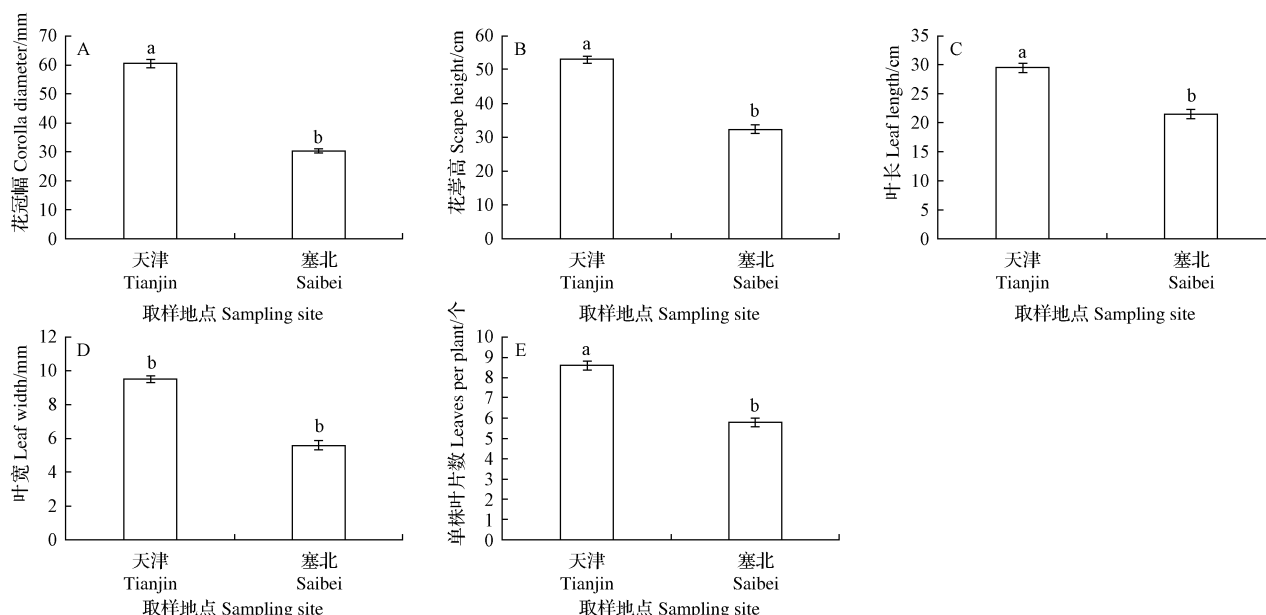 花冠幅 Corolla diameter/mm
70
60
50
40
30
20
10
0
A
a
b
天津
Tianjin
塞北
Saibei
取样地点 Sampling site
花葶高 Scape height/cm
60
50
40
30
20
10
0
B
a
b
天津
Tianjin
塞北
Saibei
取样地点 Sampling site
叶长 Leaf length/cm
35
30
25
20
15
10
5
0
C
a
b
天津
Tianjin
塞北
Saibei
取样地点 Sampling site
叶宽 Leaf width/mm
12
10
8
6
4
2
0
D
b
b
天津
Tianjin
塞北
Saibei
取样地点 Sampling site
单株叶片数 Leaves per plant/个
10
9
8
7
6
5
4
3
2
1
0
E
a
b
天津
Tianjin
塞北
Saibei
取样地点 Sampling site